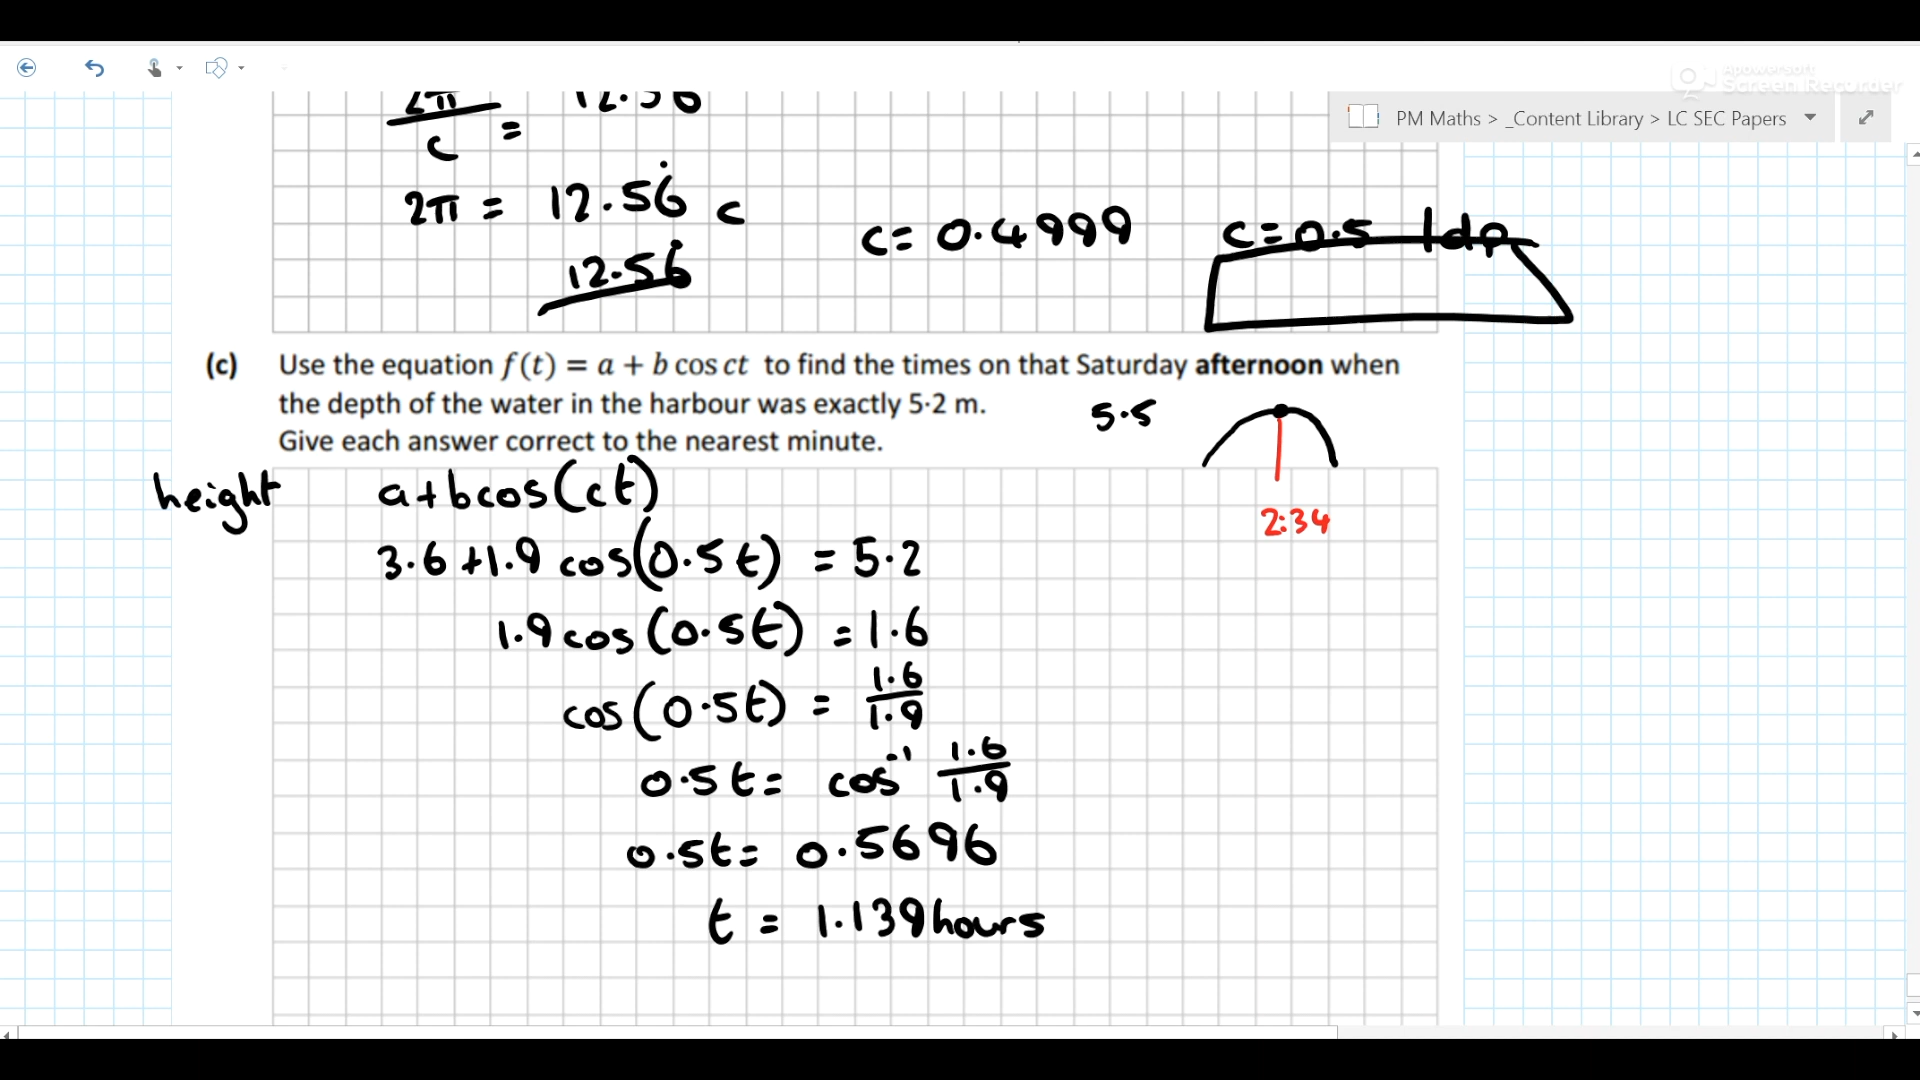 Apowersoft
Screen Recorder
PM Maths > _Content Library > LC SEC Papers
2π/c = 12.56
2π = 12.56̇ c
12.56̇
c = 0.4999
c = 0.5 1dp
(c) Use the equation f(t) = a + b cos ct to find the times on that Saturday afternoon when
the depth of the water in the harbour was exactly 5·2 m.
Give each answer correct to the nearest minute.
5.5
2:34
height a+bcos(ct)
3.6 +1.9 cos(0.5t) = 5.2
1.9 cos(0.5t) = 1.6
cos(0.5t) = 1.6/1.9
0.5t = cos⁻¹ 1.6/1.9
0.5t = 0.5696
t = 1.139 hours